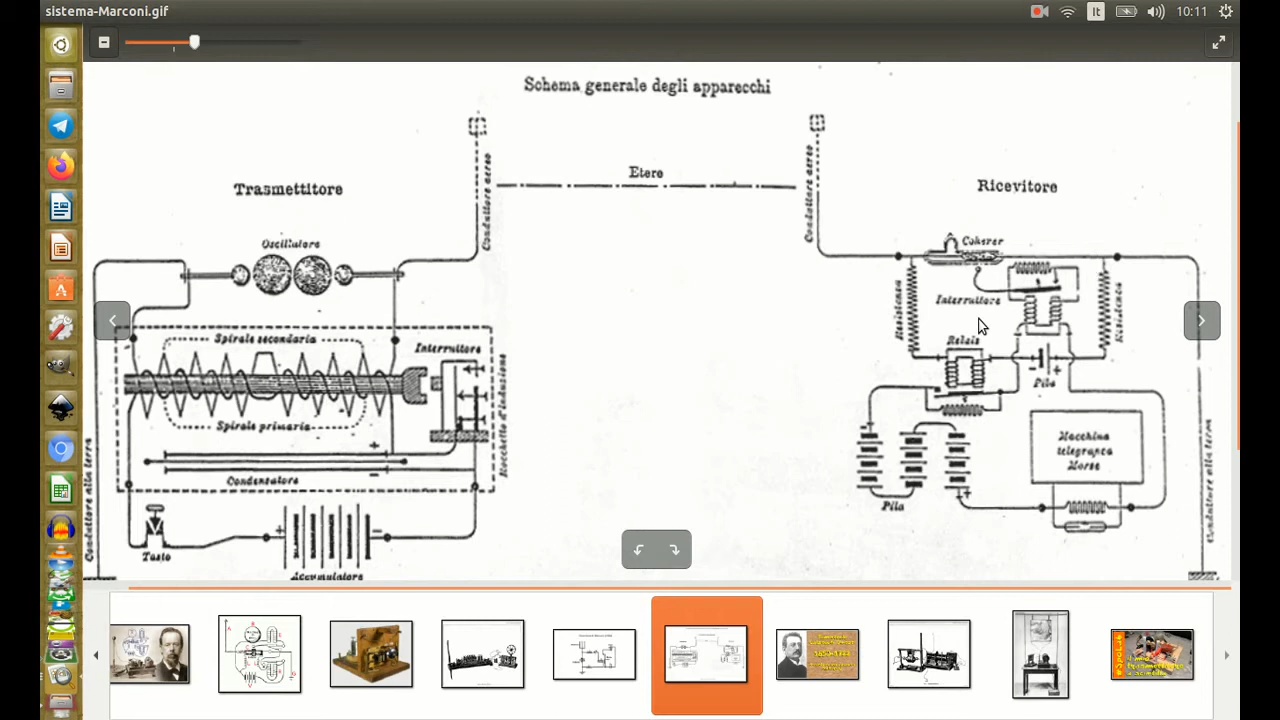 sistema-Marconi.gif
It
10:11
Schema generale degli apparecchi
Trasmettitore
Etere
Ricevitore
Conduttore aereo
Conduttore aereo
Oscillatore
Coherer
Interruttore
Resistenza
Resistenza
Relais
Pila
Spirale secondaria
Interruttore
Spirale primaria
Rocchetto d'induzione
Condensatore
Conduttore alla terra
Tasto
Accumulatore
Macchina
telegrafica
Morse
Pila
Conduttore alla terra